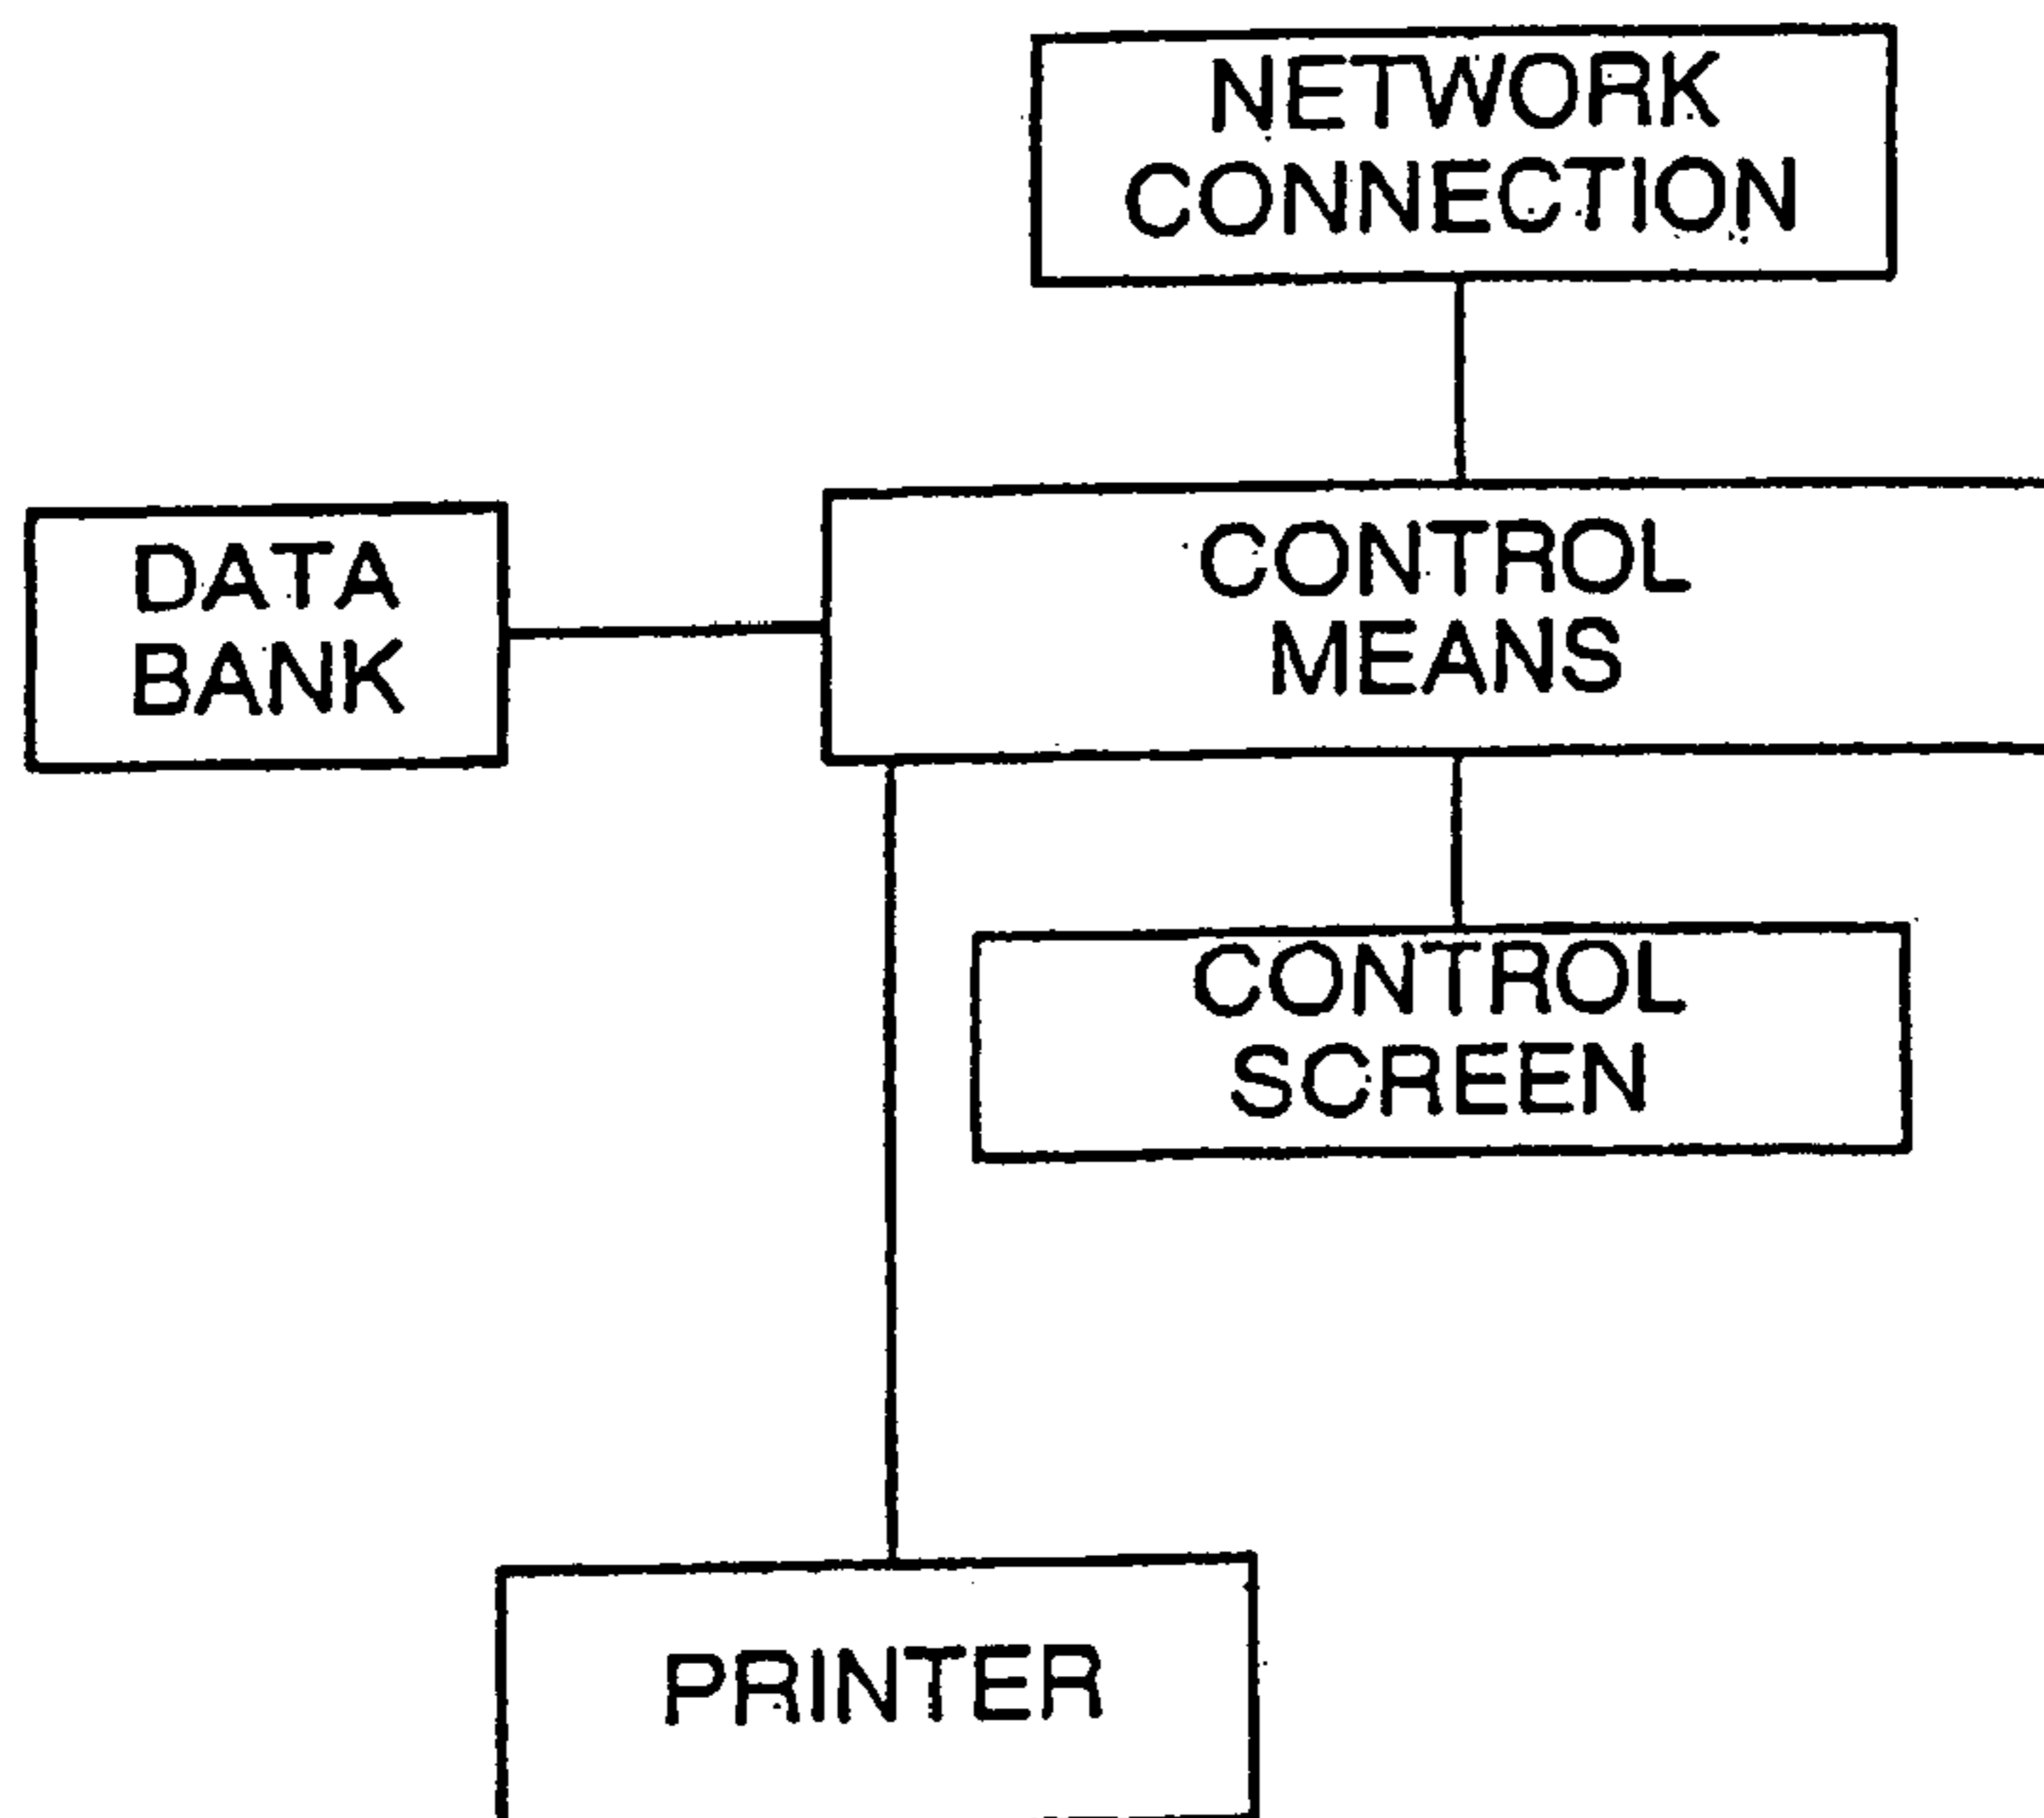 NETWORK
CONNECTION
DATA
BANK
CONTROL
MEANS
CONTROL
SCREEN
PRINTER